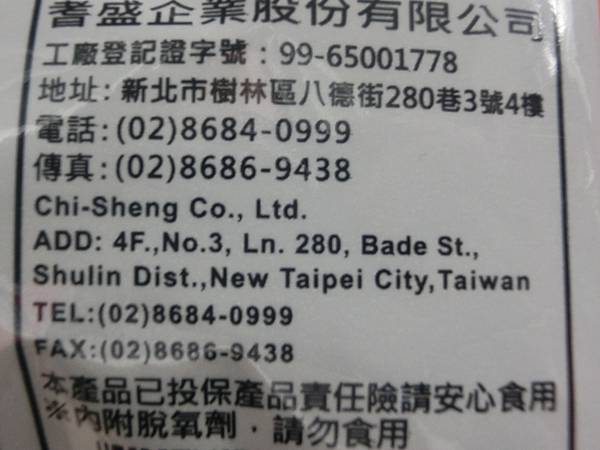 耆盛企業股份有限公司
工廠登記證字號：99-65001778
地址：新北市樹林區八德街280巷3號4樓
電話：(02)8684-0999
傳真：(02)8686-9438
Chi-Sheng Co., Ltd.
ADD: 4F.,No.3, Ln. 280, Bade St.,
Shulin Dist.,New Taipei City,Taiwan
TEL:(02)8684-0999
FAX:(02)8686-9438
本產品已投保產品責任險請安心食用
※內附脫氧劑，請勿食用